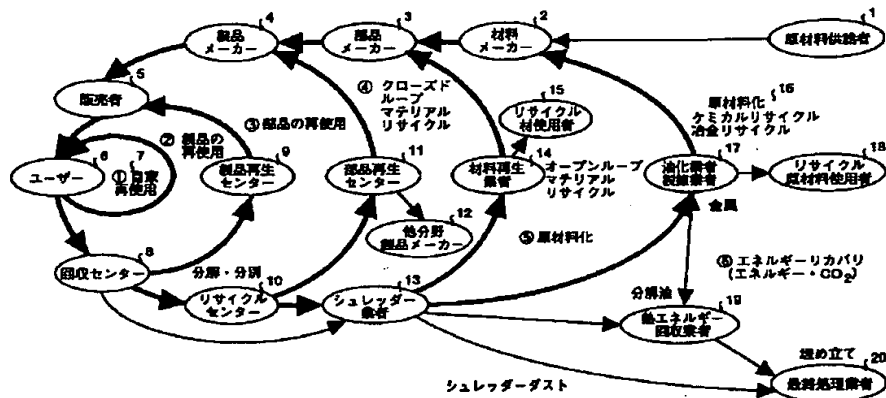 4
製品
メーカー
3
部品
メーカー
2
材料
メーカー
1
原材料供給者
5
販売者
④ クローズド
ループ
マテリアル
リサイクル
15
リサイクル
材使用者
原材料化
16
ケミカルリサイクル
冶金リサイクル
② 製品の
再使用
③ 部品の再使用
6
ユーザー
7
① 自家
再使用
9
製品再生
センター
11
部品再生
センター
14
材料再生
業者
オープンループ
マテリアル
リサイクル
17
油化業者
製錬業者
18
リサイクル
原材料使用者
金属
12
他分野
製品メーカー
⑤ 原材料化
8
回収センター
分解・分別
10
リサイクル
センター
13
シュレッダー
業者
⑥ エネルギーリカバリ
(エネルギー・CO2)
分解油
19
熱エネルギー
回収業者
埋め立て
20
最終処理業者
シュレッダーダスト